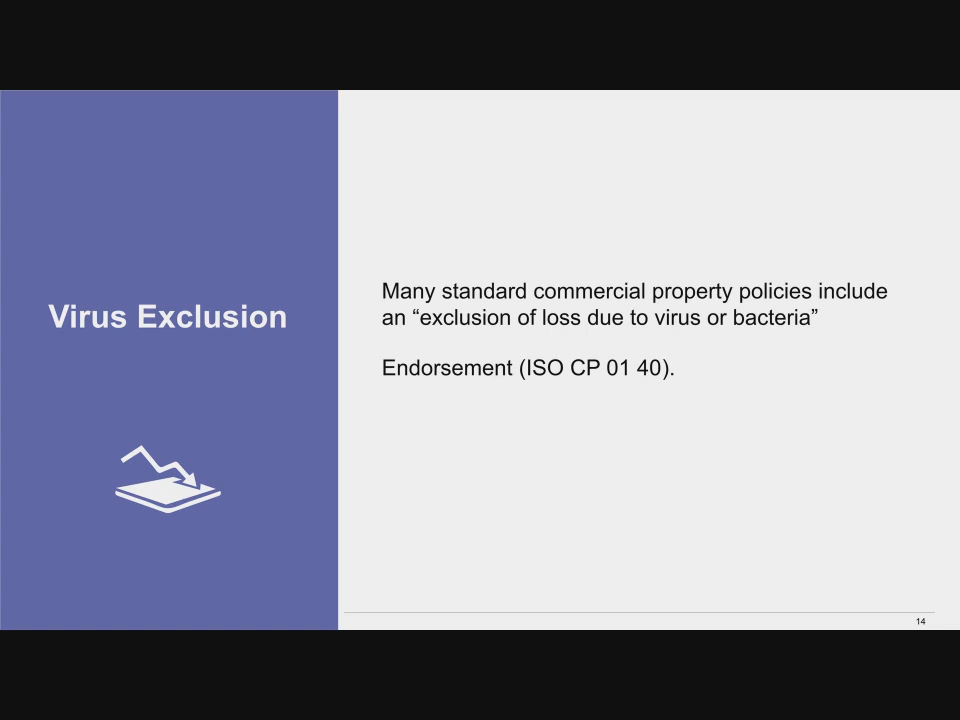 Virus Exclusion
Many standard commercial property policies include
an “exclusion of loss due to virus or bacteria”
Endorsement (ISO CP 01 40).
14